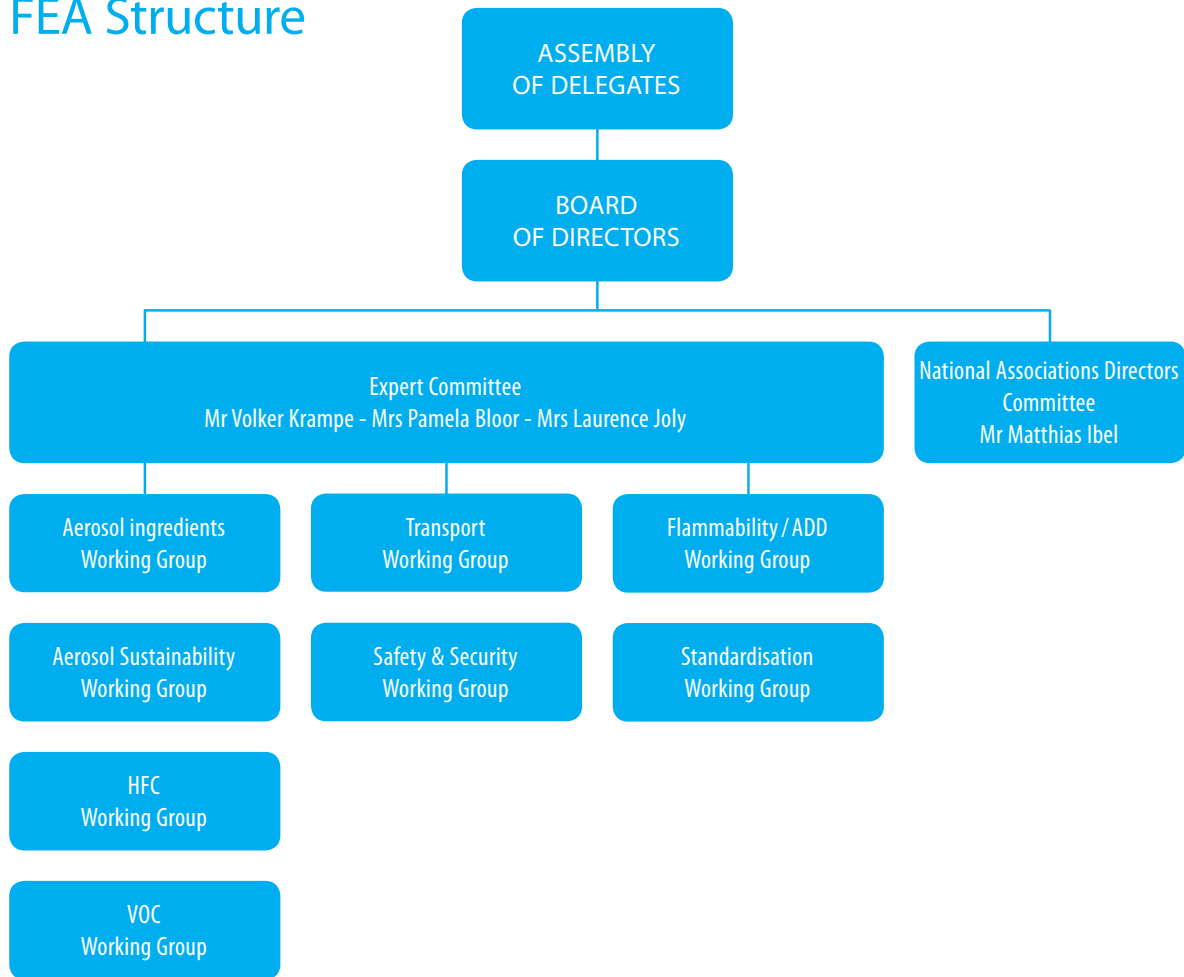 FEA Structure
ASSEMBLY
OF DELEGATES
BOARD
OF DIRECTORS
Expert Committee
Mr Volker Krampe - Mrs Pamela Bloor - Mrs Laurence Joly
National Associations Directors
Committee
Mr Matthias Ibel
Aerosol ingredients
Working Group
Transport
Working Group
Flammability / ADD
Working Group
Aerosol Sustainability
Working Group
Safety & Security
Working Group
Standardisation
Working Group
HFC
Working Group
VOC
Working Group